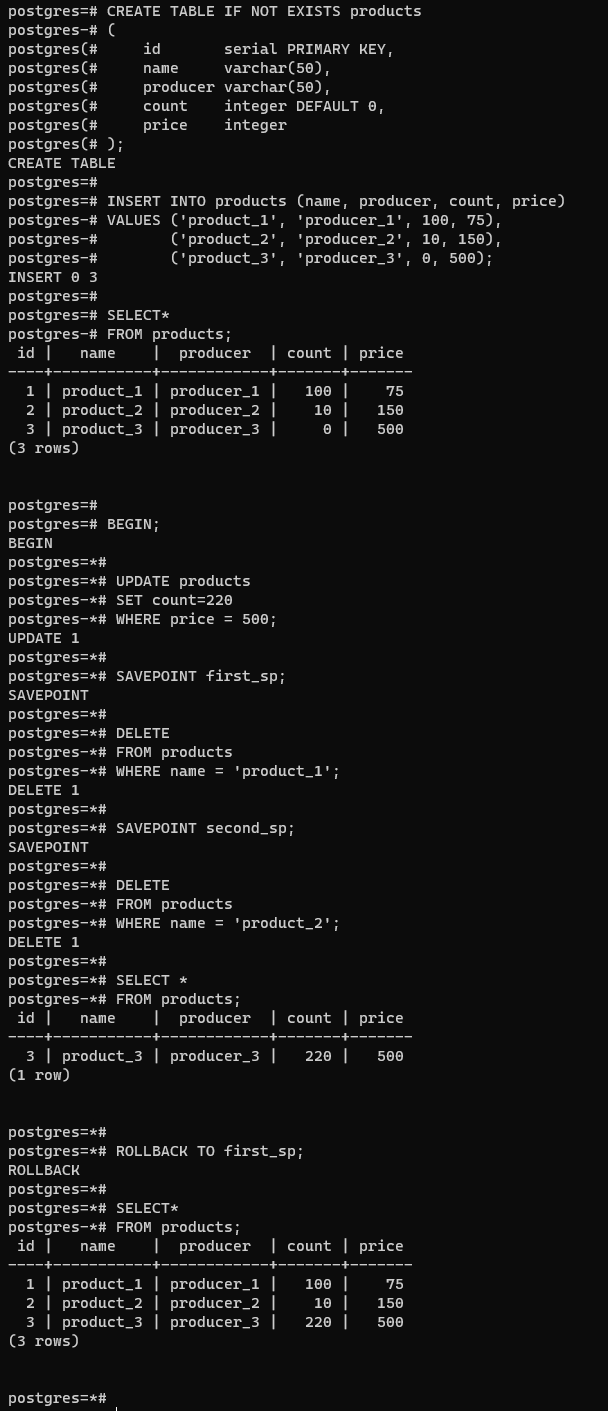 postgres=# CREATE TABLE IF NOT EXISTS products
postgres-# (
postgres(#     id       serial PRIMARY KEY,
postgres(#     name     varchar(50),
postgres(#     producer varchar(50),
postgres(#     count    integer DEFAULT 0,
postgres(#     price    integer
postgres(# );
CREATE TABLE
postgres=#
postgres=# INSERT INTO products (name, producer, count, price)
postgres-# VALUES ('product_1', 'producer_1', 100, 75),
postgres-#        ('product_2', 'producer_2', 10, 150),
postgres-#        ('product_3', 'producer_3', 0, 500);
INSERT 0 3
postgres=#
postgres=# SELECT*
postgres-# FROM products;
 id |   name    |  producer  | count | price
----+-----------+------------+-------+-------
  1 | product_1 | producer_1 |   100 |    75
  2 | product_2 | producer_2 |    10 |   150
  3 | product_3 | producer_3 |     0 |   500
(3 rows)


postgres=#
postgres=# BEGIN;
BEGIN
postgres=*#
postgres=*# UPDATE products
postgres-*# SET count=220
postgres-*# WHERE price = 500;
UPDATE 1
postgres=*#
postgres=*# SAVEPOINT first_sp;
SAVEPOINT
postgres=*#
postgres=*# DELETE
postgres-*# FROM products
postgres-*# WHERE name = 'product_1';
DELETE 1
postgres=*#
postgres=*# SAVEPOINT second_sp;
SAVEPOINT
postgres=*#
postgres=*# DELETE
postgres-*# FROM products
postgres-*# WHERE name = 'product_2';
DELETE 1
postgres=*#
postgres=*# SELECT *
postgres-*# FROM products;
 id |   name    |  producer  | count | price
----+-----------+------------+-------+-------
  3 | product_3 | producer_3 |   220 |   500
(1 row)


postgres=*#
postgres=*# ROLLBACK TO first_sp;
ROLLBACK
postgres=*#
postgres=*# SELECT*
postgres-*# FROM products;
 id |   name    |  producer  | count | price
----+-----------+------------+-------+-------
  1 | product_1 | producer_1 |   100 |    75
  2 | product_2 | producer_2 |    10 |   150
  3 | product_3 | producer_3 |   220 |   500
(3 rows)


postgres=*#